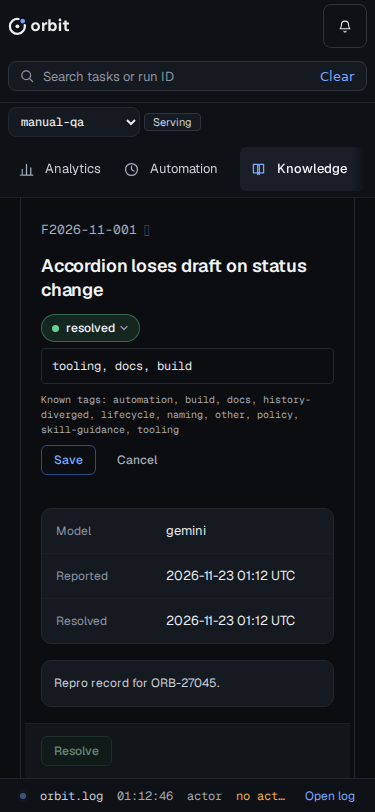 orbit
Search tasks or run ID Clear
manual-qa Serving
Analytics Automation Knowledge
F2026-11-001
Accordion loses draft on status
change
resolved
tooling, docs, build
Known tags: automation, build, docs, history-
diverged, lifecycle, naming, other, policy,
skill-guidance, tooling
Save Cancel
Model gemini
Reported 2026-11-23 01:12 UTC
Resolved 2026-11-23 01:12 UTC
Repro record for ORB-27045.
Resolve
orbit.log 01:12:46 actor no act… Open log